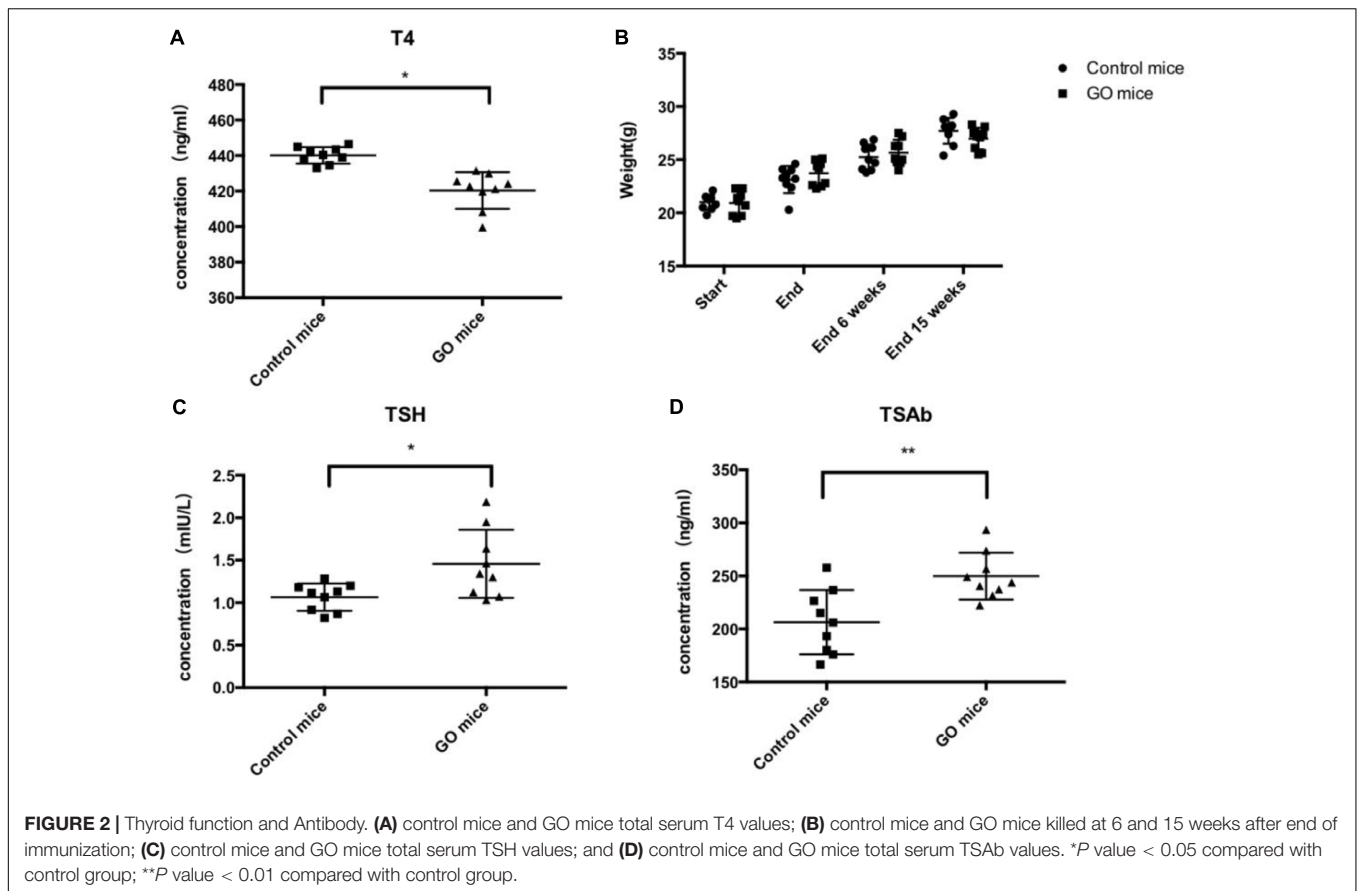 A
T4
*
480
460
440
420
400
380
360
concentration (ng/ml)
Control mice
GO mice
B
35
30
25
20
15
Weight(g)
Start
End
End 6 weeks
End 15 weeks
Control mice
GO mice
C
TSH
*
2.5
2.0
1.5
1.0
0.5
0.0
concentration (mIU/L)
Control mice
GO mice
D
TSAb
**
350
300
250
200
150
concentration (ng/ml)
Control mice
GO mice
FIGURE 2 | Thyroid function and Antibody. (A) control mice and GO mice total serum T4 values; (B) control mice and GO mice killed at 6 and 15 weeks after end of
immunization; (C) control mice and GO mice total serum TSH values; and (D) control mice and GO mice total serum TSAb values. *P value < 0.05 compared with
control group; **P value < 0.01 compared with control group.